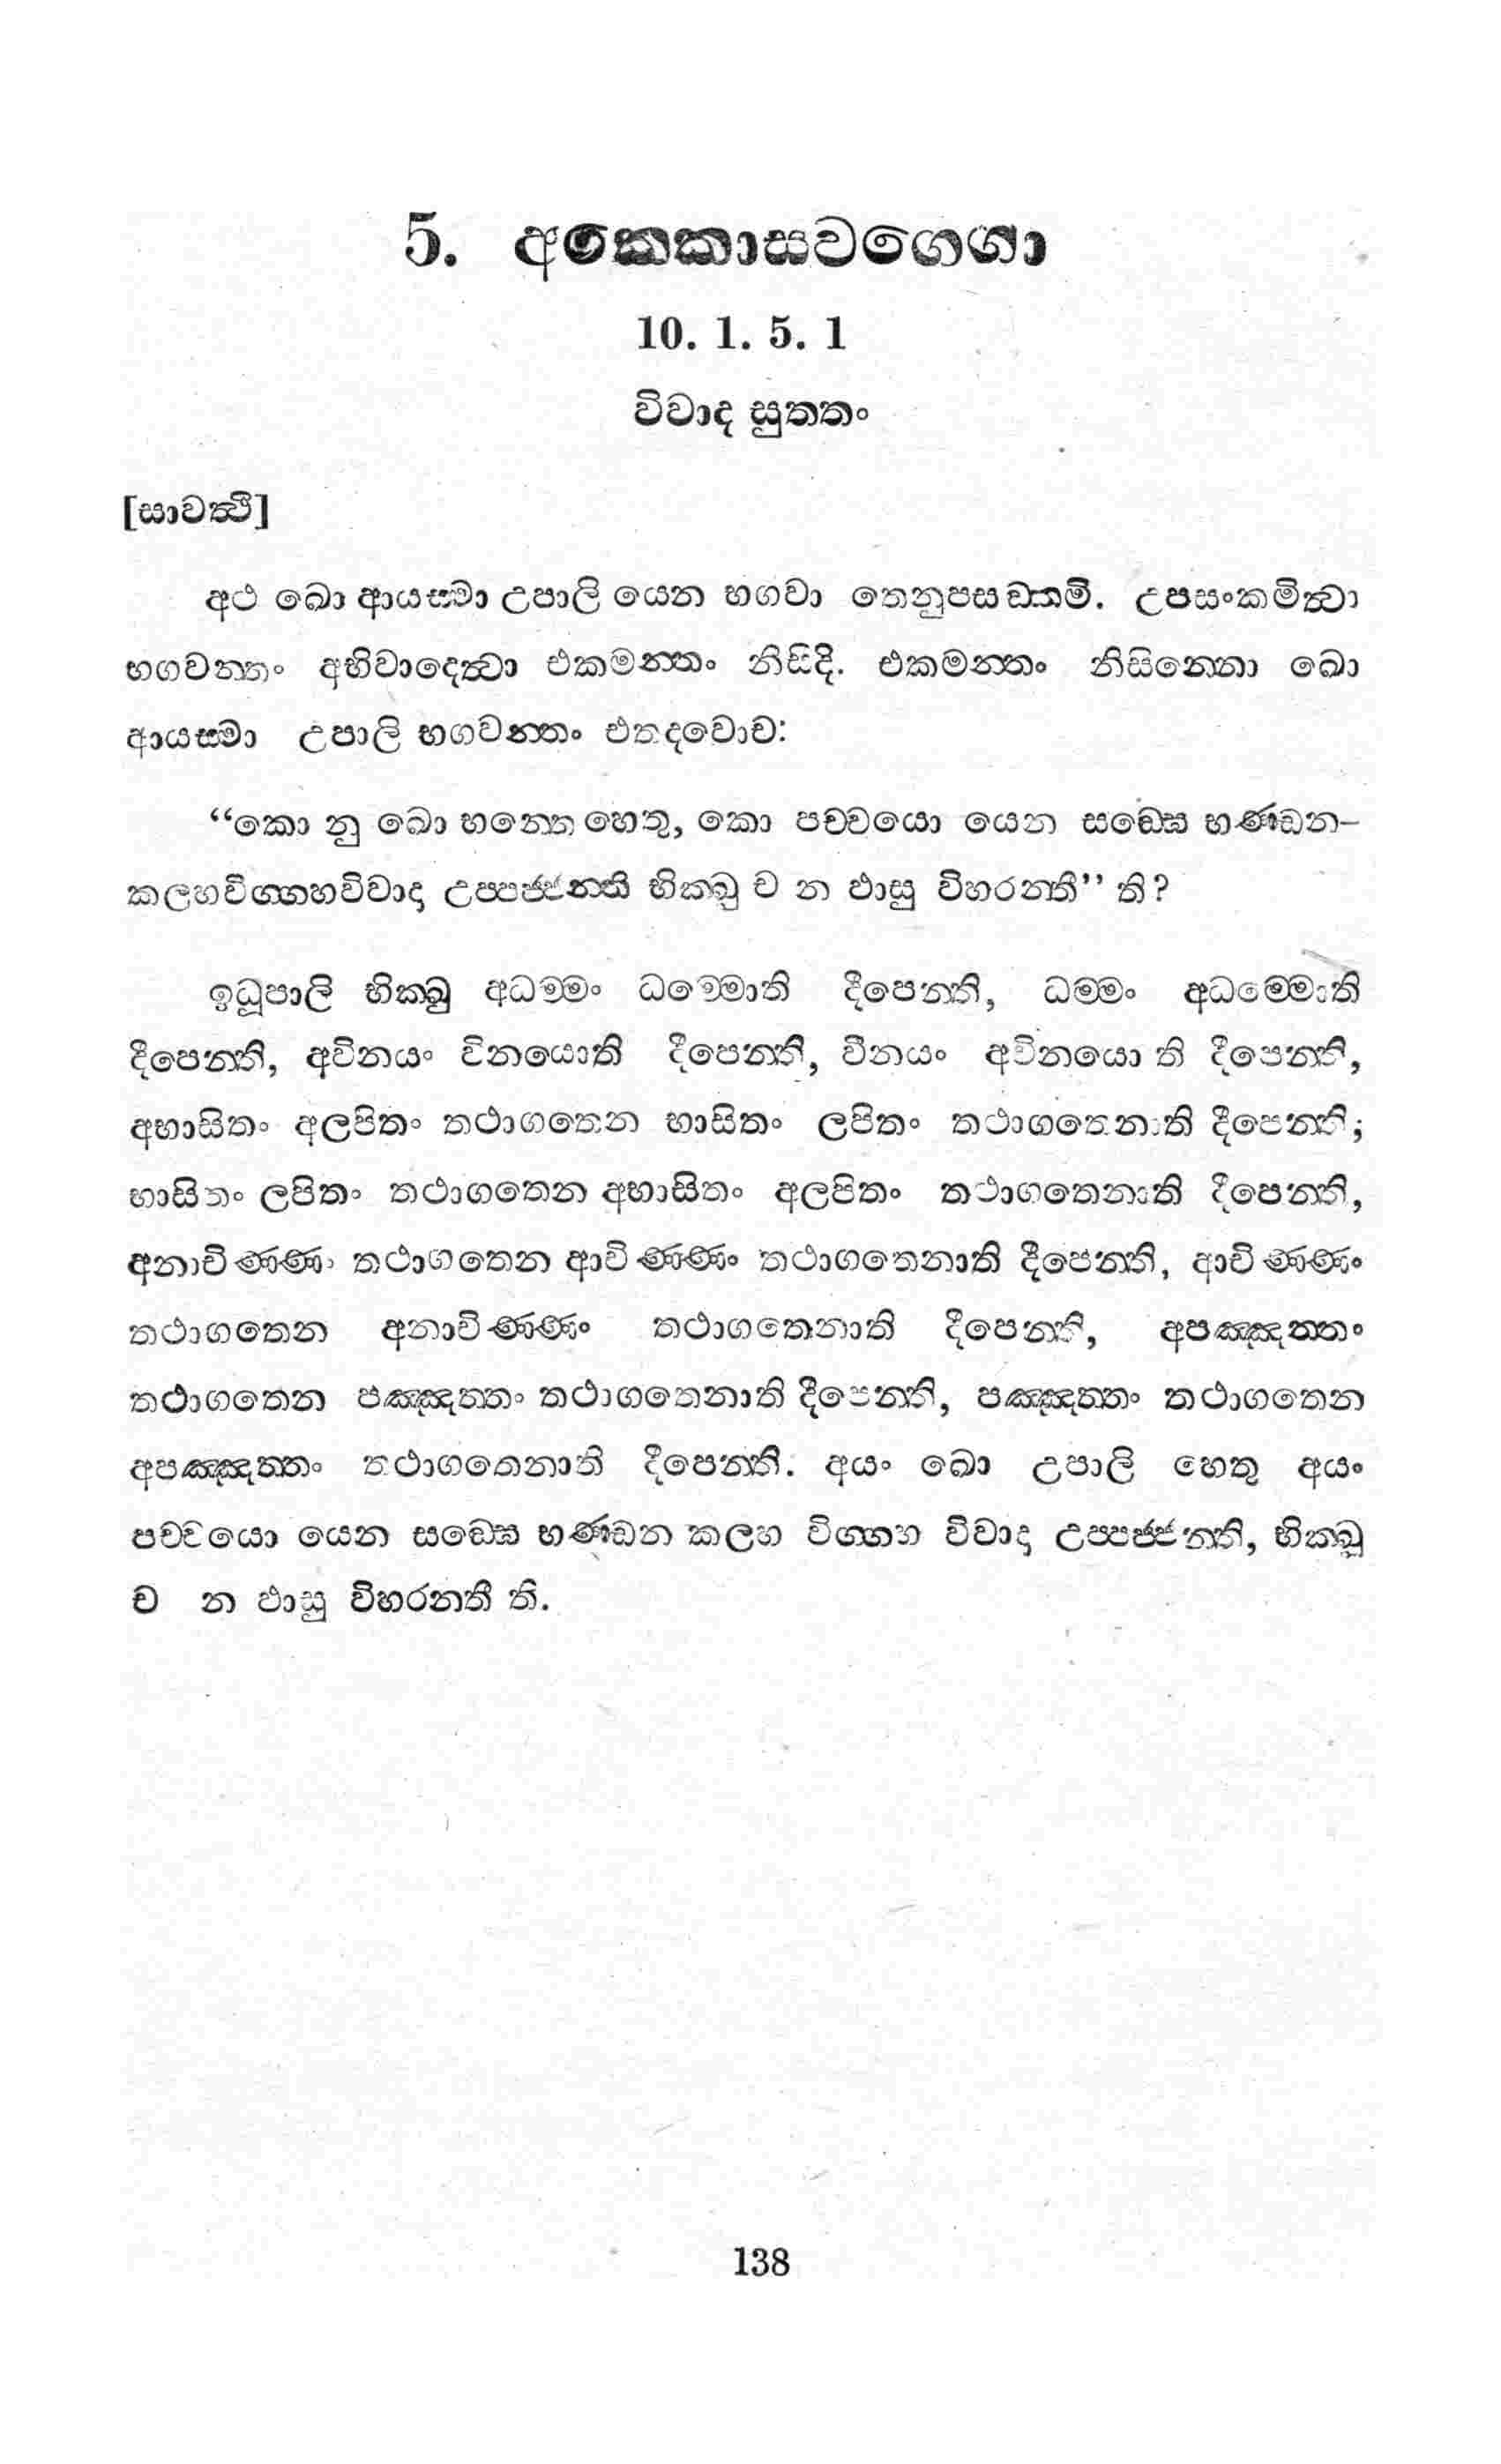 5. අක්කොසවග්ගො
10. 1. 5. 1
විවාද සුත්තං
[සාවත්ථි]
අථ ඛො ආයස්මා උපාලි යෙන භගවා තෙනුපසඞ්කමි. උපසංකමිත්වා
භගවන්තං අභිවාදෙත්වා එකමන්තං නිසීදි. එකමන්තං නිසින්නො ඛො
ආයස්මා උපාලි භගවන්තං එතදවොච:
“කො නු ඛො භන්තෙ හෙතු, කො පච්චයො යෙන සඞ්ඝෙ භණ්ඩන–
කලහවිග්ගහවිවාදා උප්පජ්ජන්ති භික්ඛු ච න ඵාසු විහරන්තී” ති?
ඉධූපාලි භික්ඛු අධම්මං ධම්මොති දීපෙන්ති, ධම්මං අධම්මොති
දීපෙන්ති, අවිනයං විනයොති දීපෙන්ති, විනයං අවිනයො ති දීපෙන්ති,
අභාසිතං අලපිතං තථාගතෙන භාසිතං ලපිතං තථාගතෙනාති දීපෙන්ති;
භාසිතං ලපිතං තථාගතෙන අභාසිතං අලපිතං තථාගතෙනාති දීපෙන්ති,
අනාචිණ්ණං තථාගතෙන ආචිණ්ණං තථාගතෙනාති දීපෙන්ති, ආචිණ්ණං
තථාගතෙන අනාචිණ්ණං තථාගතෙනාති දීපෙන්ති, අපඤ්ඤත්තං
තථාගතෙන පඤ්ඤත්තං තථාගතෙනාති දීපෙන්ති, පඤ්ඤත්තං තථාගතෙන
අපඤ්ඤත්තං තථාගතෙනාති දීපෙන්ති. අයං ඛො උපාලි හෙතු අයං
පච්චයො යෙන සඞ්ඝෙ භණ්ඩන කලහ විග්ගහ විවාදා උප්පජ්ජන්ති, භික්ඛූ
ච න ඵාසු විහරන්තී ති.
138